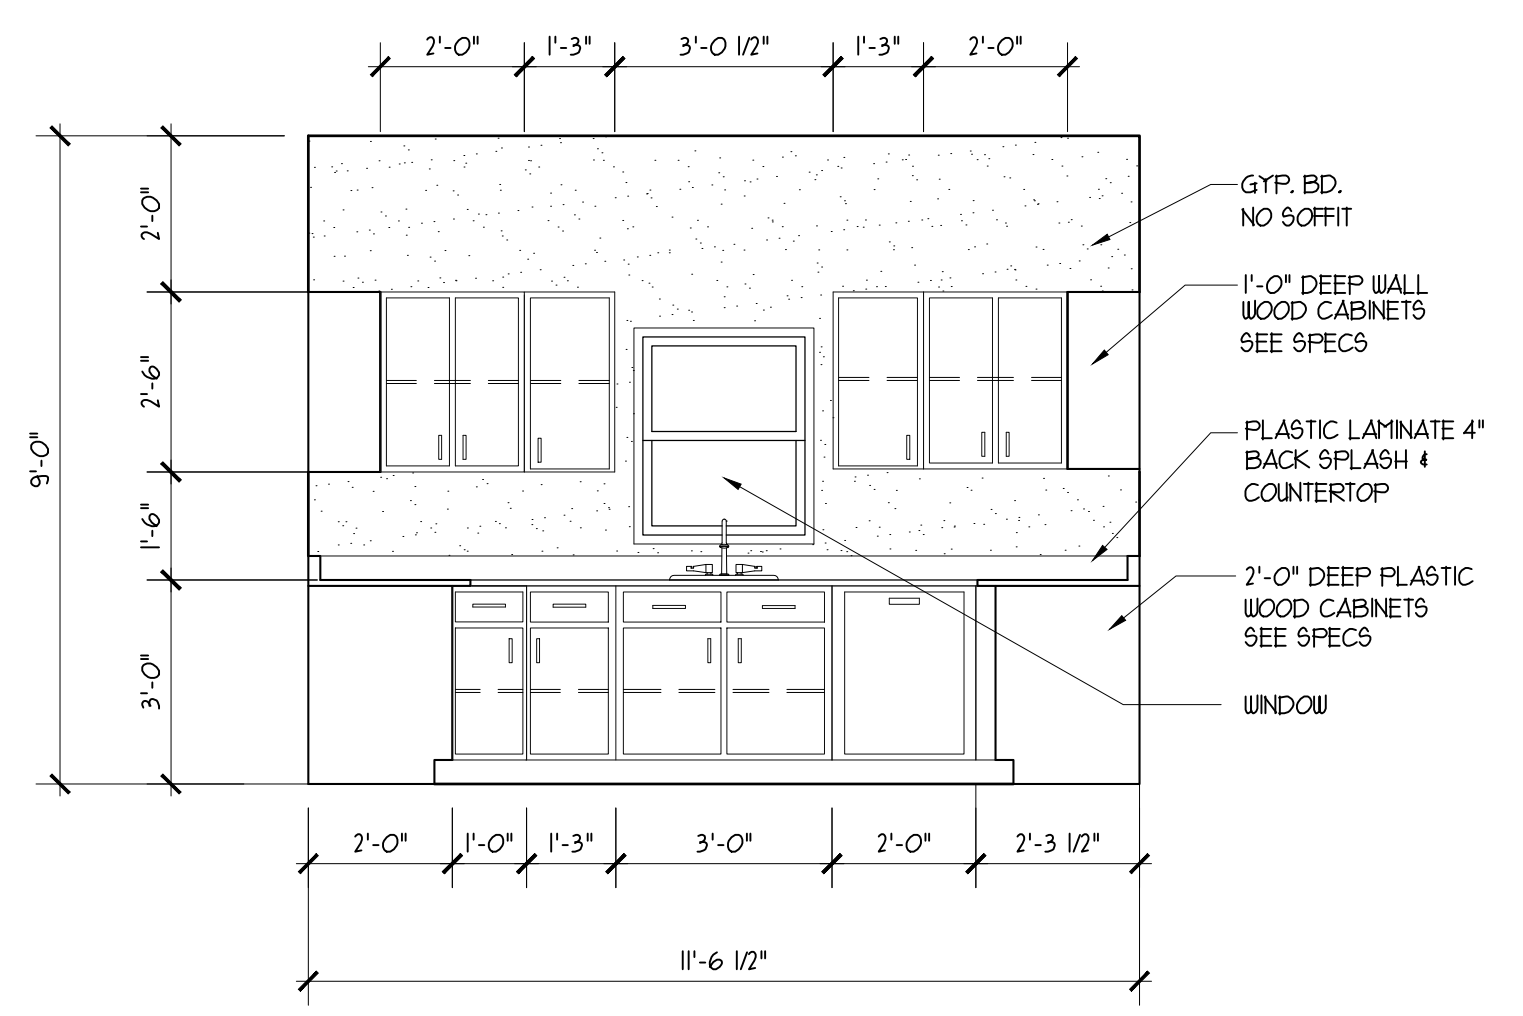 2'-0" 1'-3" 3'-0 1/2" 1'-3" 2'-0"
9'-0"
2'-0"
2'-6"
1'-6"
3'-0"
GYP. BD.
NO SOFFIT
1'-0" DEEP WALL
WOOD CABINETS
SEE SPECS
PLASTIC LAMINATE 4"
BACK SPLASH &
COUNTERTOP
2'-0" DEEP PLASTIC
WOOD CABINETS
SEE SPECS
WINDOW
2'-0" 1'-0" 1'-3" 3'-0" 2'-0" 2'-3 1/2"
11'-6 1/2"